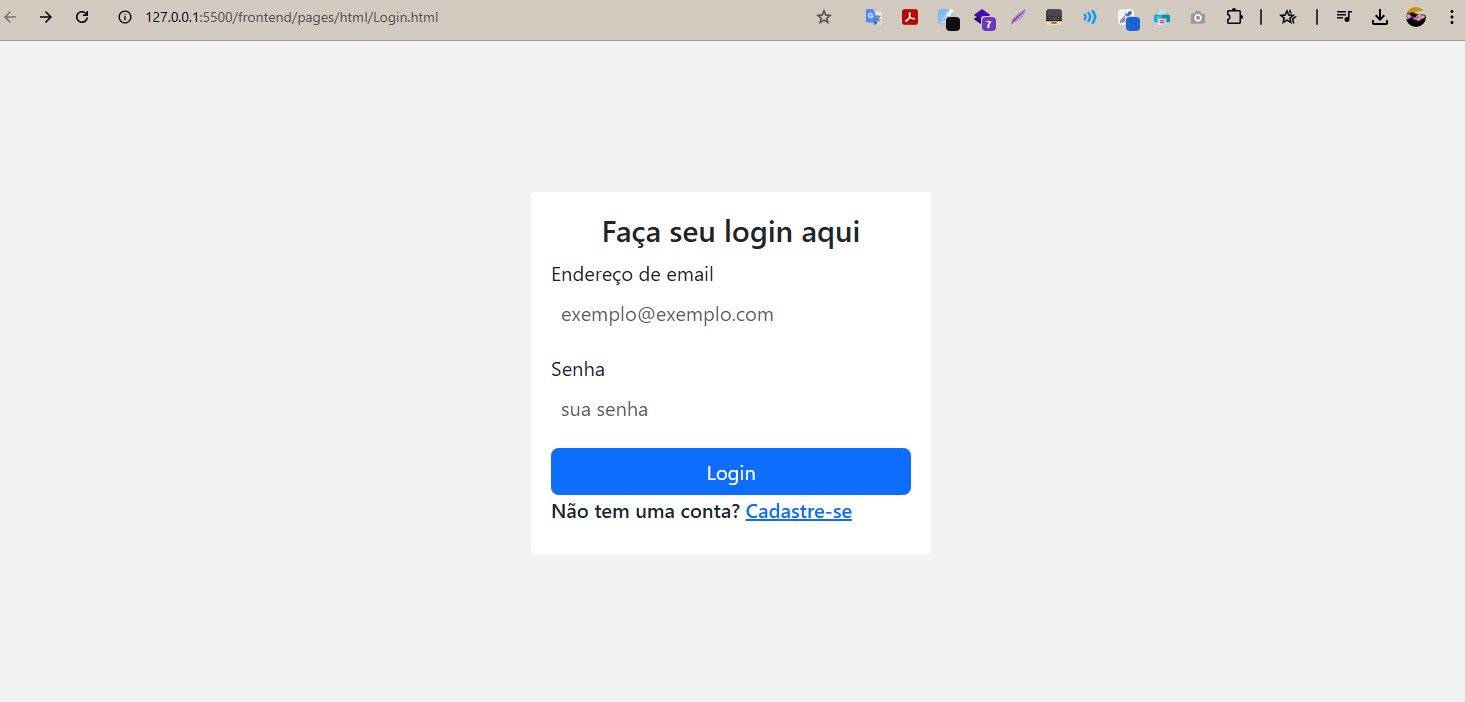 127.0.0.1:5500/frontend/pages/html/Login.html
7
Faça seu login aqui
Endereço de email
exemplo@exemplo.com
Senha
sua senha
Login
Não tem uma conta? Cadastre-se